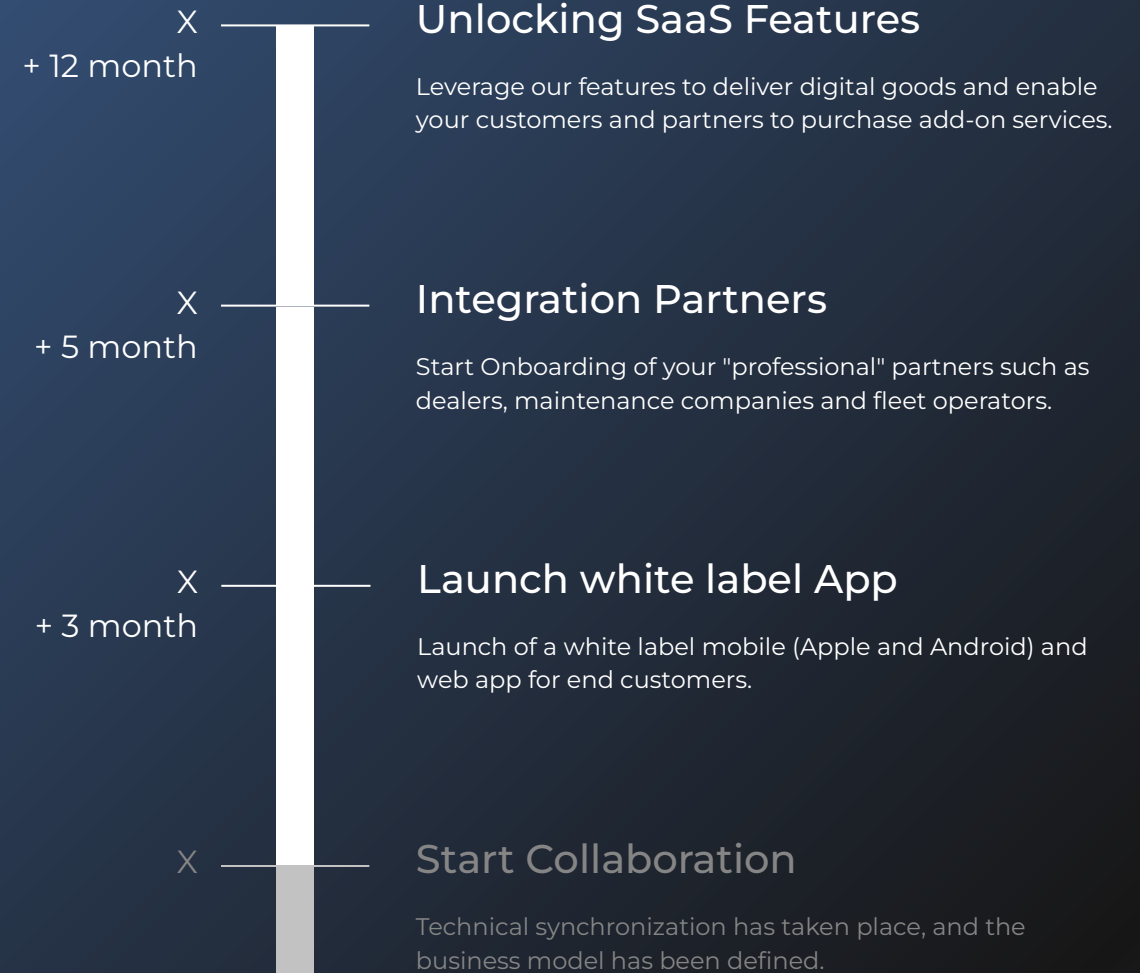 X
+ 12 month
Unlocking SaaS Features
Leverage our features to deliver digital goods and enable
your customers and partners to purchase add-on services.
X
+ 5 month
Integration Partners
Start Onboarding of your "professional" partners such as
dealers, maintenance companies and fleet operators.
X
+ 3 month
Launch white label App
Launch of a white label mobile (Apple and Android) and
web app for end customers.
X
Start Collaboration
Technical synchronization has taken place, and the
business model has been defined.